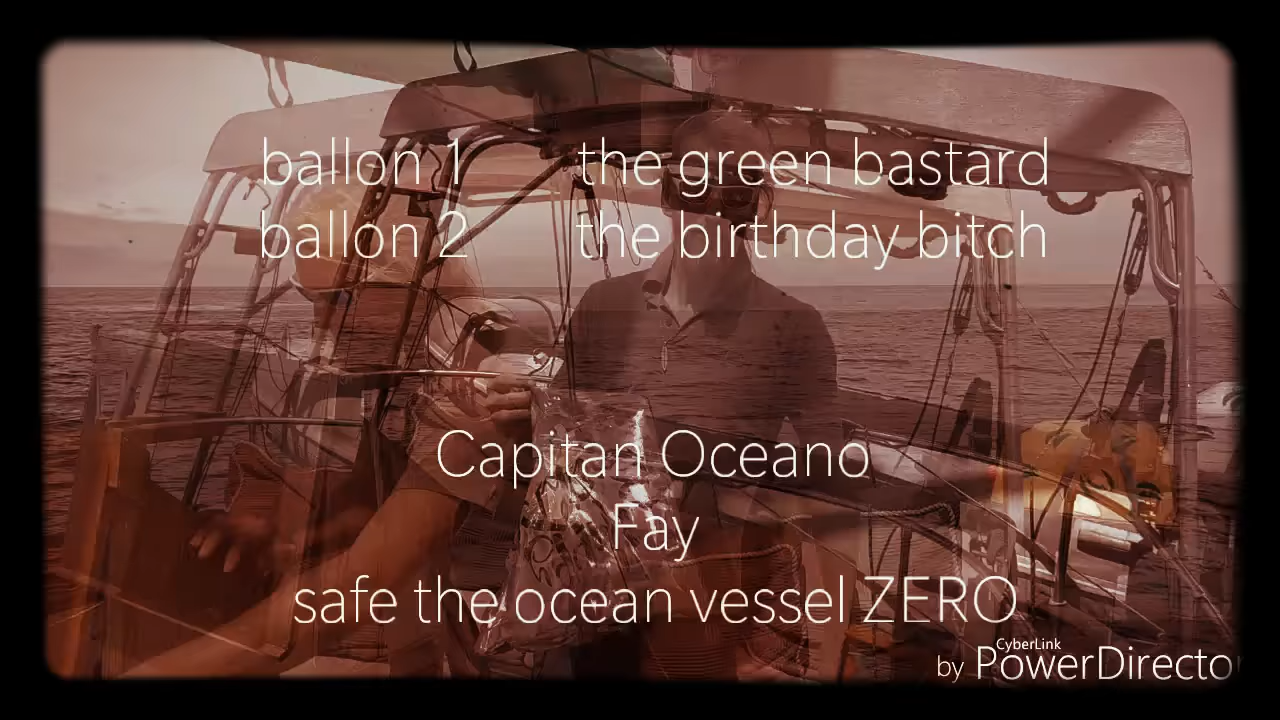 ballon 1 the green bastard
ballon 2 the birthday bitch
Capitan Oceano
Fay
safe the ocean vessel ZERO
CyberLink
by PowerDirector